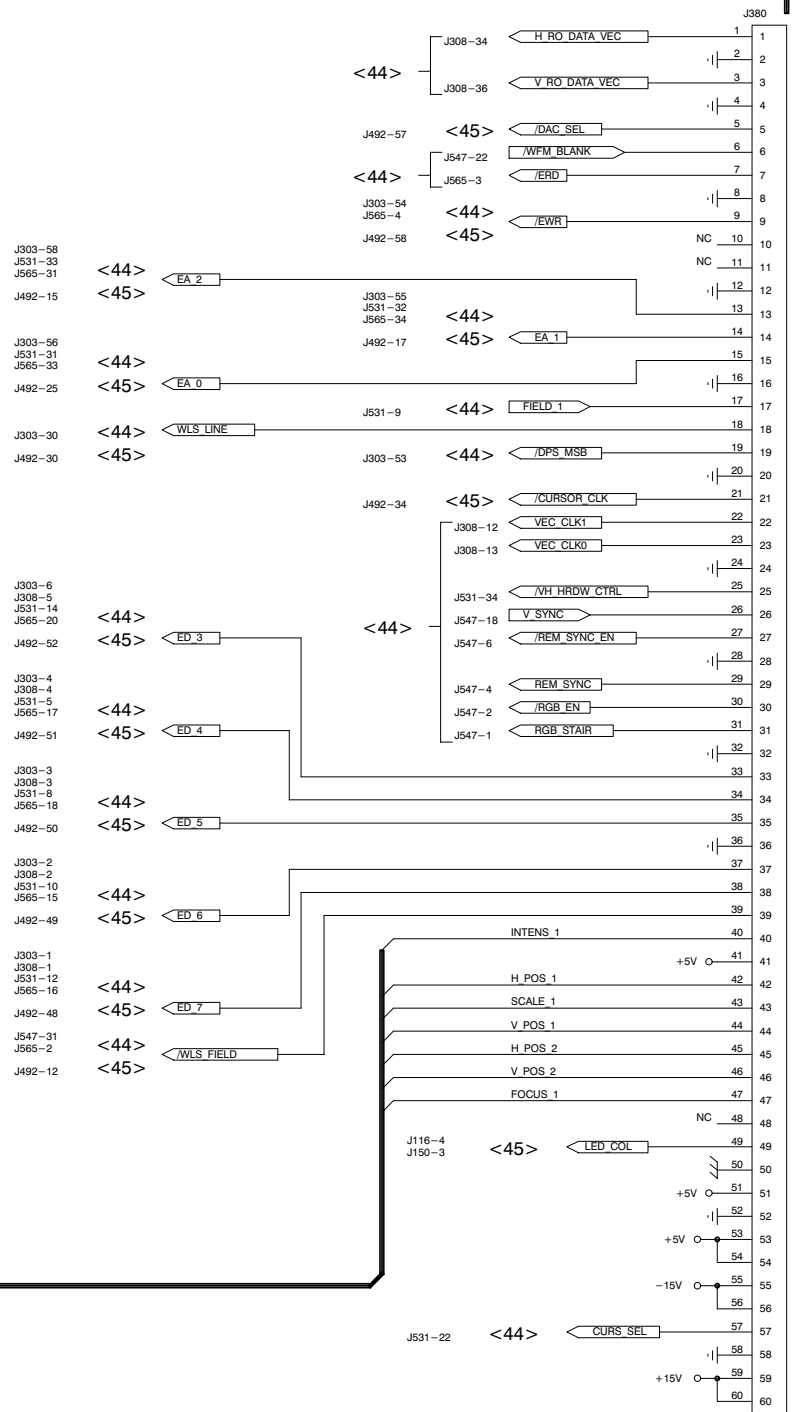 J380
J308−34 H_RO_DATA_VEC 1 1
2 2
<44>
J308−36 V_RO_DATA_VEC 3 3
4 4
J492−57 <45> /DAC_SEL 5 5
J547−22 /WFM_BLANK 6 6
<44>
J565−3 /ERD 7 7
8 8
J303−54
J565−4 <44>
/EWR 9 9
J492−58 <45>
NC 10 10
NC 11 11
12 12
J303−58
J531−33
J565−31 <44>
EA_2 13 13
J492−15 <45>
J303−55
J531−32
J565−34 <44>
J492−17 <45> EA_1 14 14
J303−56
J531−31
J565−33 <44>
15 15
J492−25 <45> EA_0
16 16
J531−9 <44> FIELD_1 17 17
J303−30 <44> WLS_LINE 18 18
J492−30 <45>
J303−53 <44> /DPS_MSB 19 19
20 20
J492−34 <45> /CURSOR_CLK 21 21
J308−12 VEC_CLK1 22 22
J308−13 VEC_CLK0 23 23
24 24
J531−34 /VH_HRDW_CTRL 25 25
J547−18 V_SYNC 26 26
<44>
J547−6 /REM_SYNC_EN 27 27
28 28
J547−4 REM_SYNC 29 29
J547−2 /RGB_EN 30 30
J547−1 RGB_STAIR 31 31
32 32
J303−6
J308−5
J531−14
J565−20 <44>
J492−52 <45> ED_3 33 33
J303−4
J308−4
J531−5
J565−17 <44>
J492−51 <45> ED_4 34 34
J303−3
J308−3
J531−8
J565−18 <44>
J492−50 <45> ED_5 35 35
36 36
J303−2
J308−2
J531−10
J565−15 <44>
J492−49 <45> ED_6 37 37
38 38
39 39
INTENS_1 40 40
J303−1
J308−1
J531−12
J565−16 <44>
J492−48 <45> ED_7
J547−31
J565−2 <44>
/WLS_FIELD
J492−12 <45>
+5V 41 41
H_POS_1 42 42
SCALE_1 43 43
V_POS_1 44 44
H_POS_2 45 45
V_POS_2 46 46
FOCUS_1 47 47
NC 48 48
J116−4
J150−3 <45> LED_COL 49 49
50 50
+5V 51 51
52 52
+5V 53 53
54 54
−15V 55 55
56 56
J531−22 <44> CURS_SEL 57 57
58 58
+15V 59 59
60 60